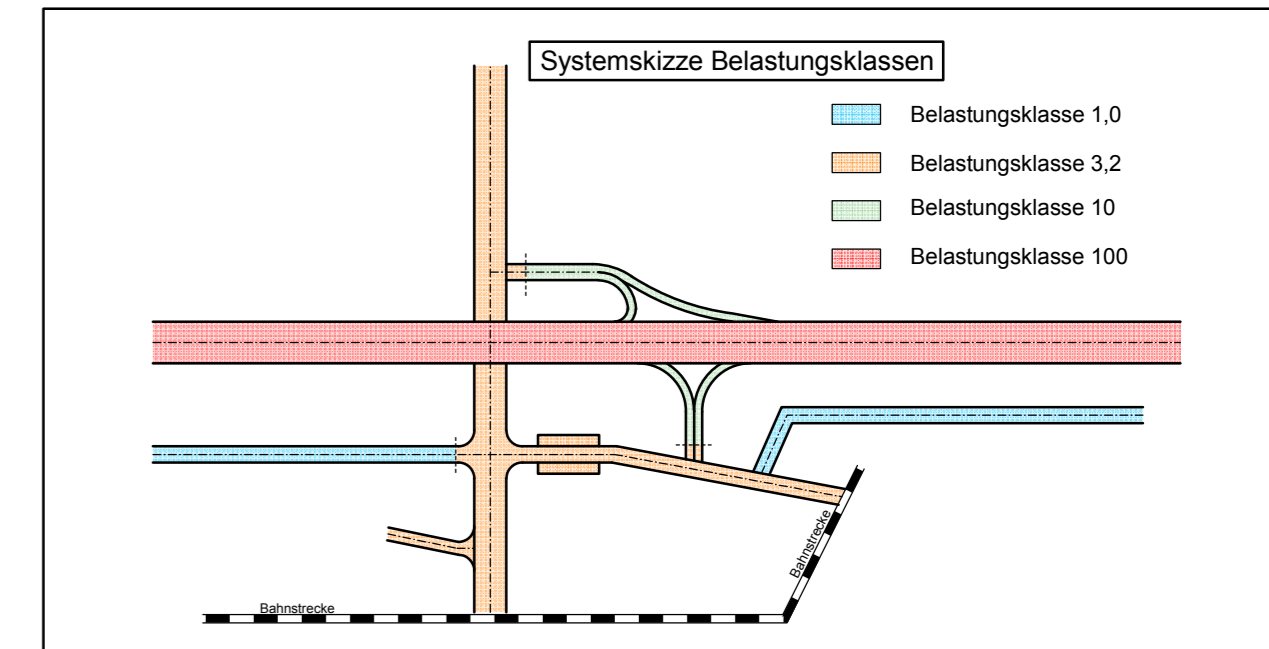 Systemskizze Belastungsklassen
Belastungsklasse 1,0
Belastungsklasse 3,2
Belastungsklasse 10
Belastungsklasse 100
Bahnstrecke
Bahnstrecke